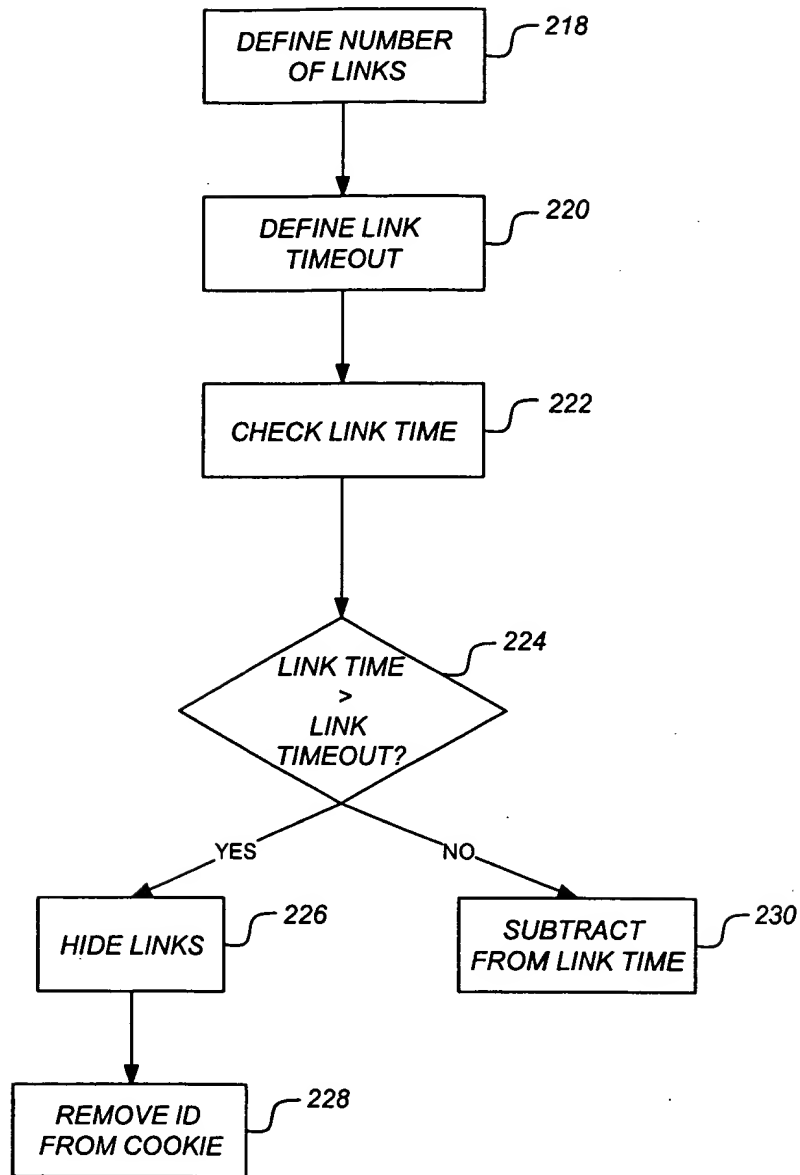 DEFINE NUMBER
OF LINKS
218
DEFINE LINK
TIMEOUT
220
CHECK LINK TIME
222
LINK TIME
>
LINK
TIMEOUT?
224
YES
NO
HIDE LINKS
226
SUBTRACT
FROM LINK TIME
230
REMOVE ID
FROM COOKIE
228